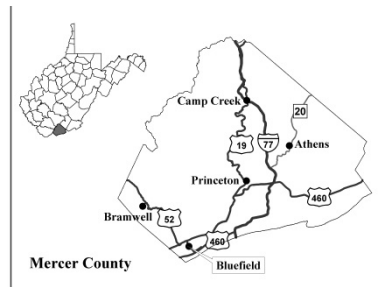 Camp Creek
20
19
77
Athens
Princeton
460
Bramwell
52
460
Mercer County
Bluefield